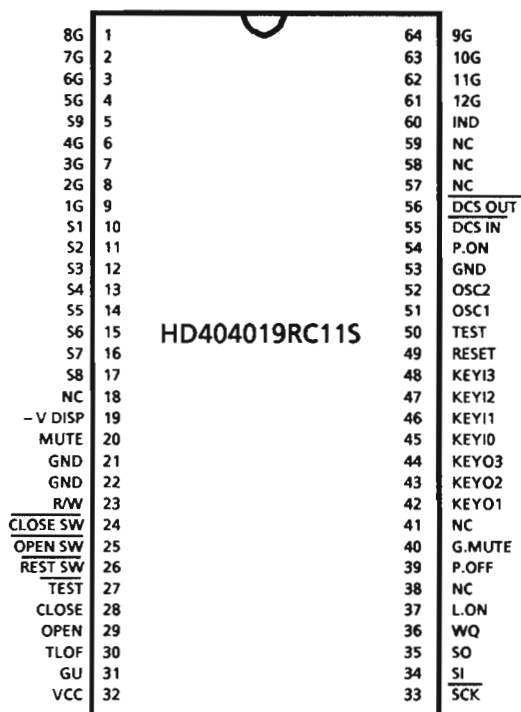 8G 1 64 9G
7G 2 63 10G
6G 3 62 11G
5G 4 61 12G
S9 5 60 IND
4G 6 59 NC
3G 7 58 NC
2G 8 57 NC
1G 9 56 DCS OUT
S1 10 55 DCS IN
S2 11 54 P.ON
S3 12 53 GND
S4 13 52 OSC2
S5 14 51 OSC1
S6 15 HD404019RC11S 50 TEST
S7 16 49 RESET
S8 17 48 KEYI3
NC 18 47 KEYI2
– V DISP 19 46 KEYI1
MUTE 20 45 KEYI0
GND 21 44 KEYO3
GND 22 43 KEYO2
R/W 23 42 KEYO1
CLOSE SW 24 41 NC
OPEN SW 25 40 G.MUTE
REST SW 26 39 P.OFF
TEST 27 38 NC
CLOSE 28 37 L.ON
OPEN 29 36 WQ
TLOF 30 35 SO
GU 31 34 SI
VCC 32 33 SCK